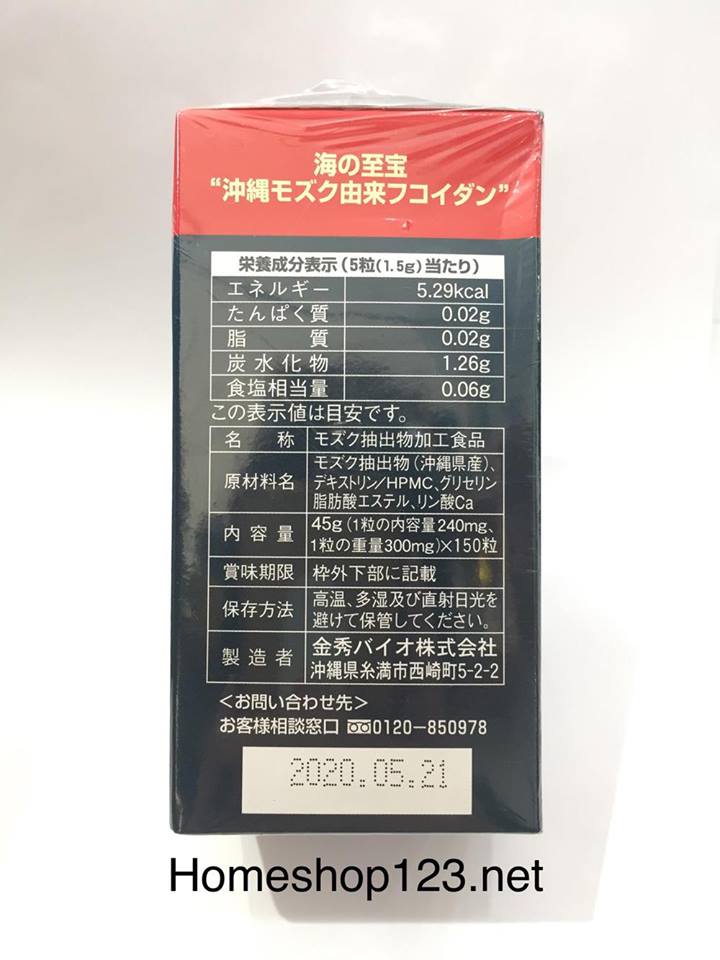 海の至宝
“沖縄モズク由来フコイダン”
栄養成分表示(5粒(1.5g)当たり)
エネルギー 5.29kcal
たんぱく質 0.02g
脂質 0.02g
炭水化物 1.26g
食塩相当量 0.06g
この表示値は目安です。
名称 モズク抽出物加工食品
原材料名 モズク抽出物(沖縄県産)、
デキストリン/HPMC、グリセリン
脂肪酸エステル、リン酸Ca
内容量 45g(1粒の内容量240mg、
1粒の重量300mg)×150粒
賞味期限 枠外下部に記載
保存方法 高温、多湿及び直射日光を
避けて保管してください。
製造者 金秀バイオ株式会社
沖縄県糸満市西崎町5-2-2
<お問い合わせ先>
お客様相談窓口 0120-850978
2020.05.21
Homeshop123.net